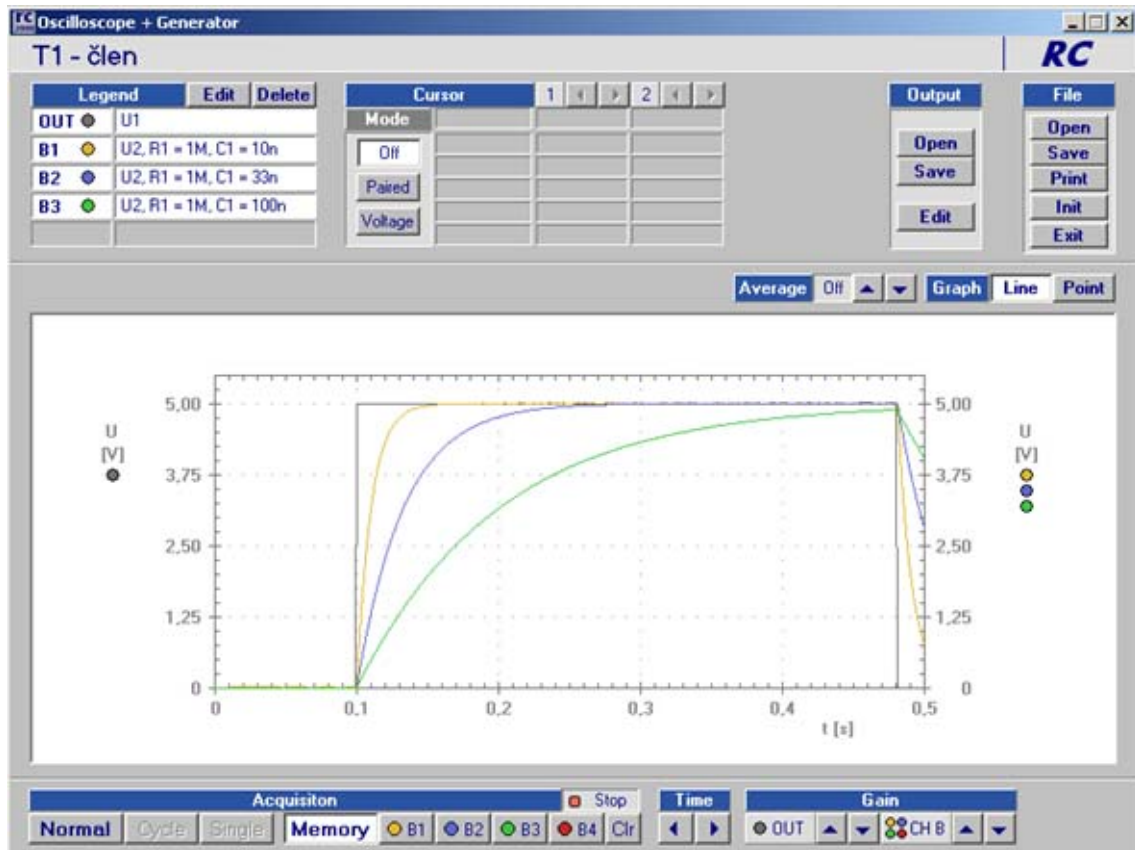 RC Oscilloscope + Generator
T1 - člen
RC
Legend Edit Delete
OUT U1
B1 U2, R1 = 1M, C1 = 10n
B2 U2, R1 = 1M, C1 = 33n
B3 U2, R1 = 1M, C1 = 100n
Cursor 1 2
Mode
Off
Paired
Voltage
Output
Open
Save
Edit
File
Open
Save
Print
Init
Exit
Average Off Graph Line Point
5,00 5,00
U U
[V] [V]
3,75 3,75
2,50 2,50
1,25 1,25
0 0
0 0,1 0,2 0,3 0,4 0,5
t [s]
Acquisiton Stop Time Gain
Normal Cycle Single Memory B1 B2 B3 B4 Clr OUT CH B